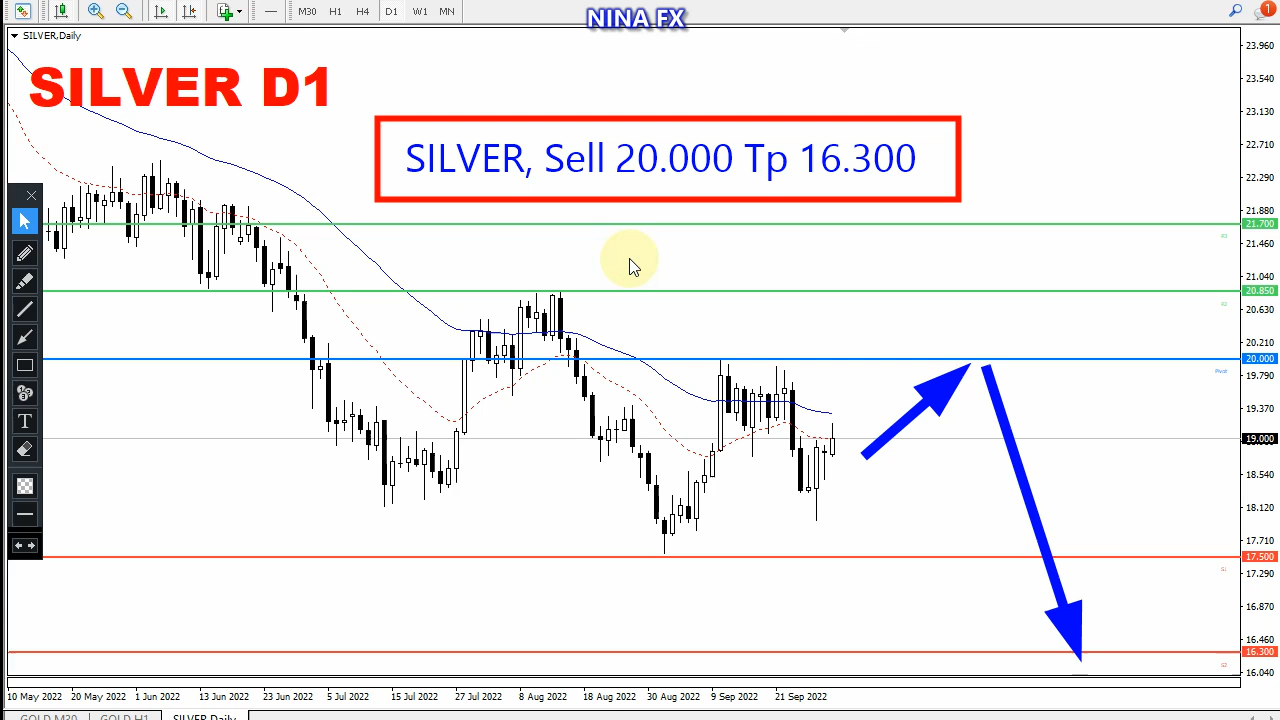 M30 H1 H4 D1 W1 MN
NINA FX
1
SILVER,Daily
SILVER D1
SILVER, Sell 20.000 Tp 16.300
23.960
23.540
23.130
22.710
22.290
21.880
21.700
21.460
21.040
20.850
20.630
20.210
20.000
Pivot
19.790
19.370
19.000
18.540
18.120
17.710
17.500
17.290
16.870
16.460
16.300
16.040
T
10 May 2022 20 May 2022 1 Jun 2022 13 Jun 2022 23 Jun 2022 5 Jul 2022 15 Jul 2022 27 Jul 2022 8 Aug 2022 18 Aug 2022 30 Aug 2022 9 Sep 2022 21 Sep 2022
GOLD M30 GOLD H1 SILVER Daily